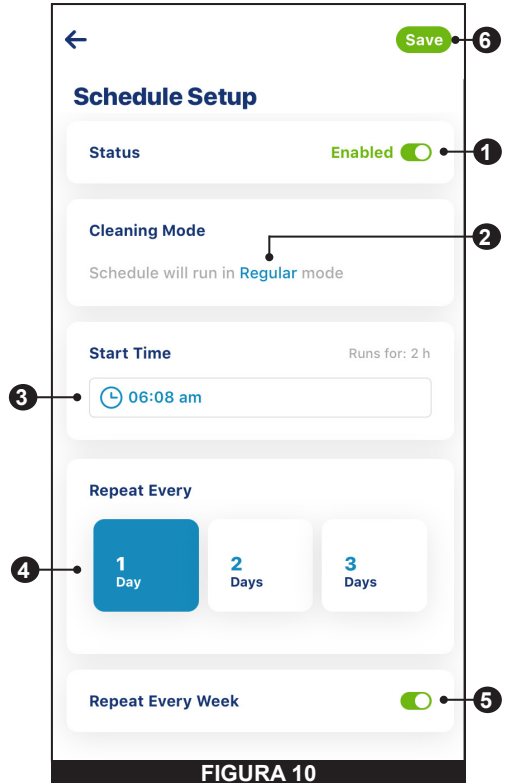 Save
6
Schedule Setup
Status
Enabled
1
Cleaning Mode
2
Schedule will run in Regular mode
Start Time
Runs for: 2 h
3
06:08 am
Repeat Every
4
1
Day
2
Days
3
Days
Repeat Every Week
5
FIGURA 10